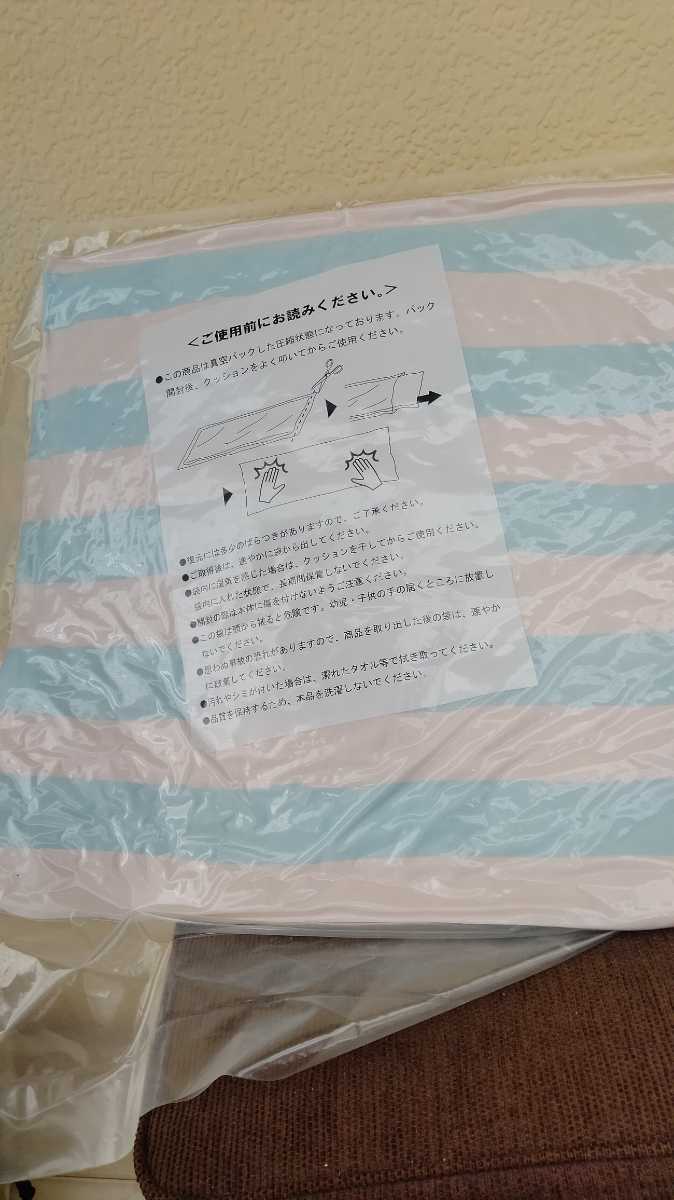 ＜ご使用前にお読みください。＞
●この商品は真空パックした圧縮状態になっております。パック
開封後、クッションをよく叩いてからご使用ください。
●復元には多少のばらつきがありますので、ご了承ください。
●ご取得後は、速やかに袋から出してください。
●袋内に湿気を感じた場合は、クッションを干してからご使用ください。
袋内に入れた状態で、長期間保管しないでください。
●開封の際は本体に傷を付けないようご注意ください。
●この袋は頭から被ると危険です。幼児・子供の手の届くところに放置し
ないでください。
●思わぬ事故の恐れがありますので、商品を取り出した後の袋は、速やか
に破棄してください。
●汚れやシミが付いた場合は、濡れたタオル等で拭き取ってください。
●品質を保持するため、本品を洗濯しないでください。